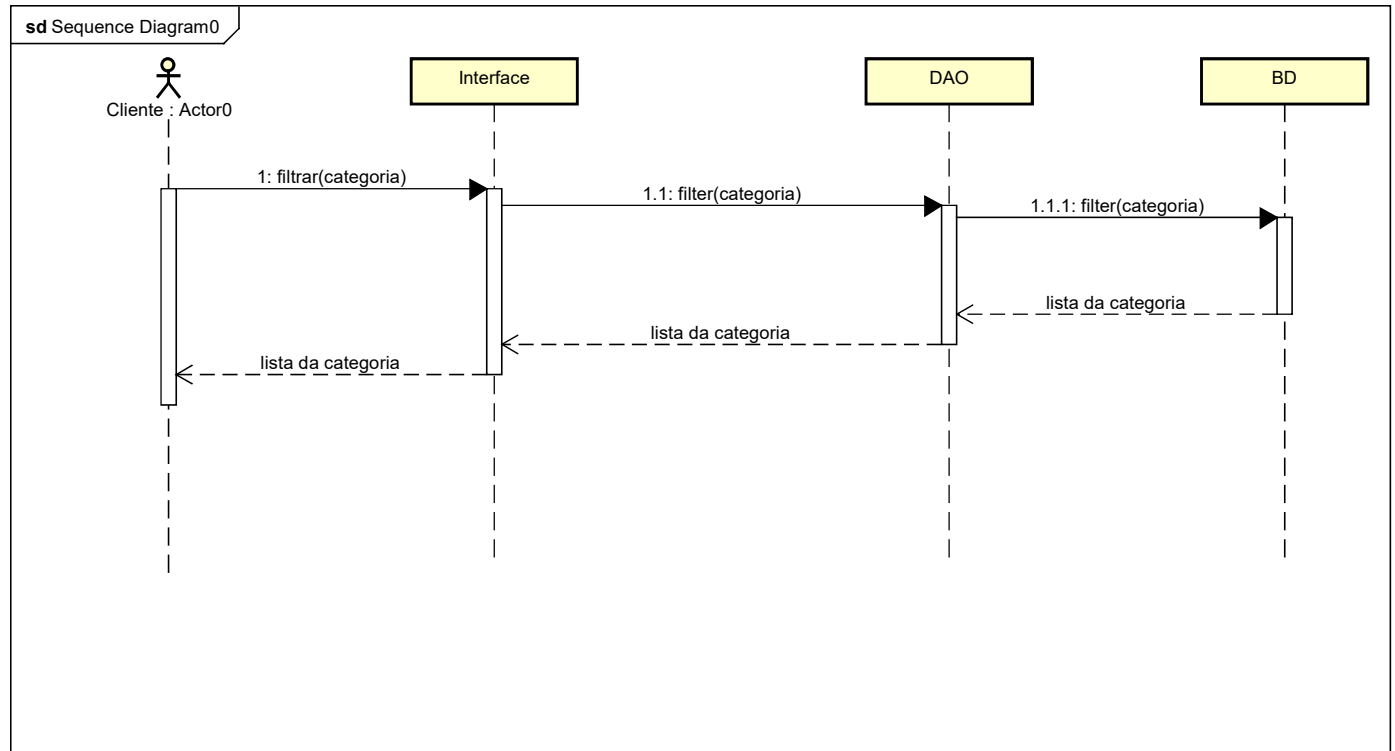 sd Sequence Diagram0
Cliente : Actor0
Interface
DAO
BD
1: filtrar(categoria)
1.1: filter(categoria)
1.1.1: filter(categoria)
lista da categoria
lista da categoria
lista da categoria